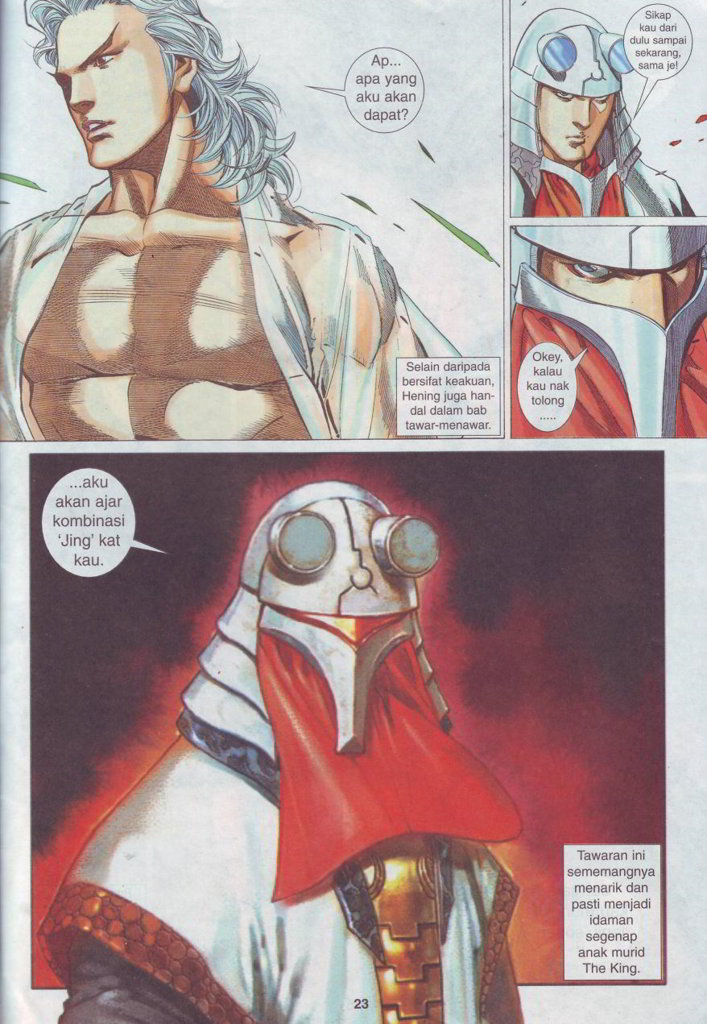 Ap...
apa yang
aku akan
dapat?
Selain daripada
bersifat keakuan,
Hening juga han-
dal dalam bab
tawar-menawar.
Sikap
kau dari
dulu sampai
sekarang,
sama je!
Okey,
kalau
kau nak
tolong
.....
...aku
akan ajar
kombinasi
‘Jing’ kat
kau.
Tawaran ini
sememangnya
menarik dan
pasti menjadi
idaman
segenap
anak murid
The King.
23